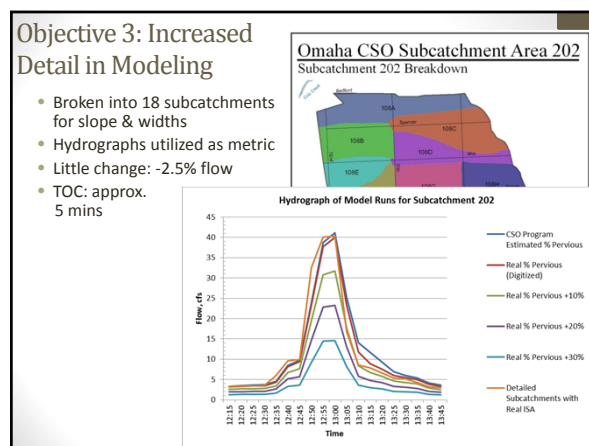 Objective 3: Increased
Detail in Modeling
• Broken into 18 subcatchments
for slope & widths
• Hydrographs utilized as metric
• Little change: -2.5% flow
• TOC: approx.
5 mins
Omaha CSO Subcatchment Area 202
Subcatchment 202 Breakdown
Bedford
108A
Spencer
108C
108B
108D
108E
Hydrograph of Model Runs for Subcatchment 202
Flow, cfs
45
40
35
30
25
20
15
10
5
0
12:15
12:20
12:25
12:30
12:35
12:40
12:45
12:50
12:55
13:00
13:05
13:10
13:15
13:20
13:25
13:30
13:35
13:40
13:45
Time
CSO Program
Estimated % Pervious
Real % Pervious
(Digitized)
Real % Pervious +10%
Real % Pervious +20%
Real % Pervious +30%
Detailed
Subcatchments with
Real ISA